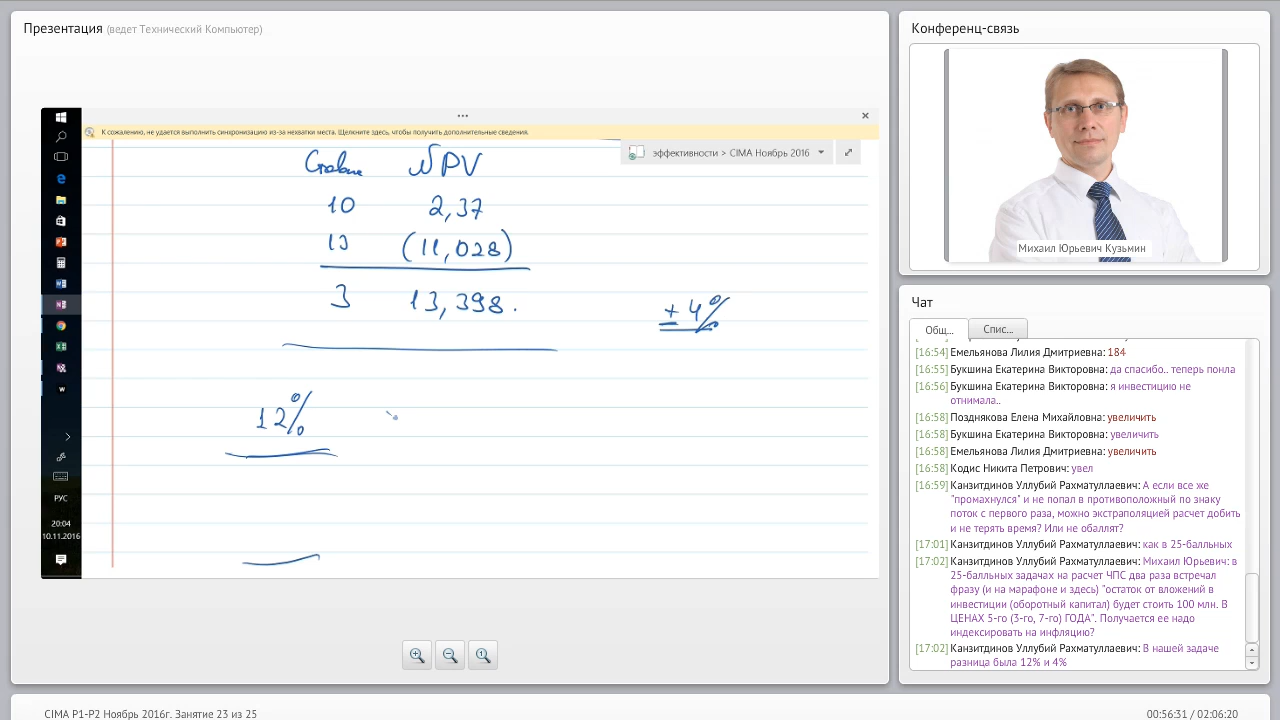 Презентация (ведет Технический Компьютер)
К сожалению, не удается выполнить синхронизацию из-за нехватки места. Щелкните здесь, чтобы получить дополнительные сведения.
эффективности > CIMA Ноябрь 2016
Ставка NPV
10 2,37
13 (11,028)
3 13,398.
± 4%
12%
РУС
20:04
10.11.2016
Конференц-связь
Михаил Юрьевич Кузьмин
Чат
Общ...
Спис...
[16:54] Емельянова Лилия Дмитриевна: 184
[16:55] Букшина Екатерина Викторовна: да спасибо.. теперь понла
[16:56] Букшина Екатерина Викторовна: я инвестицию не
отнимала..
[16:58] Позднякова Елена Михайловна: увеличить
[16:58] Букшина Екатерина Викторовна: увеличить
[16:58] Емельянова Лилия Дмитриевна: увеличить
[16:58] Кодис Никита Петрович: увел
[16:59] Канзитдинов Уллубий Рахматуллаевич: А если все же
"промахнулся" и не попал в противоположный по знаку
поток с первого раза, можно экстраполяцией расчет добить
и не терять время? Или не обаллят?
[17:01] Канзитдинов Уллубий Рахматуллаевич: как в 25-балльных
[17:02] Канзитдинов Уллубий Рахматуллаевич: Михаил Юрьевич: в
25-балльных задачах на расчет ЧПС два раза встречал
фразу (и на марафоне и здесь) "остаток от вложений в
инвестиции (оборотный капитал) будет стоить 100 млн. В
ЦЕНАХ 5-го (3-го, 7-го) ГОДА". Получается ее надо
индексировать на инфляцию?
[17:02] Канзитдинов Уллубий Рахматуллаевич: В нашей задаче
разница была 12% и 4%
CIMA P1-P2 Ноябрь 2016г. Занятие 23 из 25
00:56:31 / 02:06:20